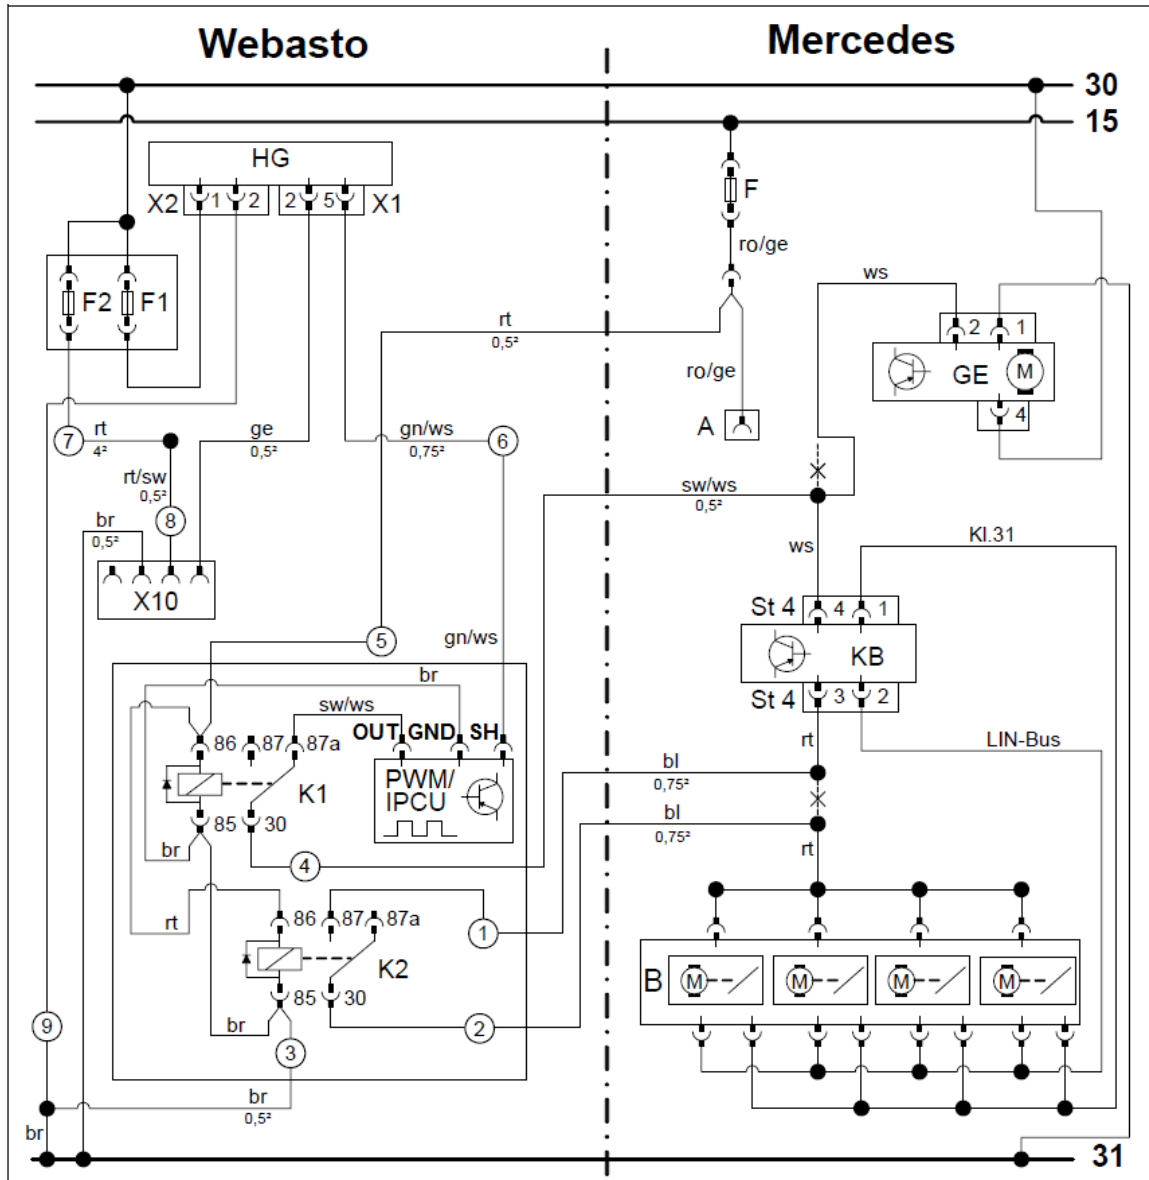 Webasto
Mercedes
30
15
HG
X2 1 2 2 5 X1
F
ro/ge
ws
F2 F1
rt
0,5²
2 1
GE M
ro/ge
4
A
7 rt
4²
ge
0,5²
gn/ws
0,75²
6
rt/sw
0,5²
sw/ws
0,5²
br
0,5²
8
Kl.31
ws
X10
St 4 4 1
5
gn/ws
KB
br
St 4 3 2
sw/ws
OUT GND SH
rt
LIN-Bus
86 87 87a
bl
0,75²
PWM/
IPCU
K1
85 30
bl
0,75²
br
rt
4
rt
86 87 87a
1
K2
B M M M M
85 30
br
2
9
3
br
0,5²
br
31